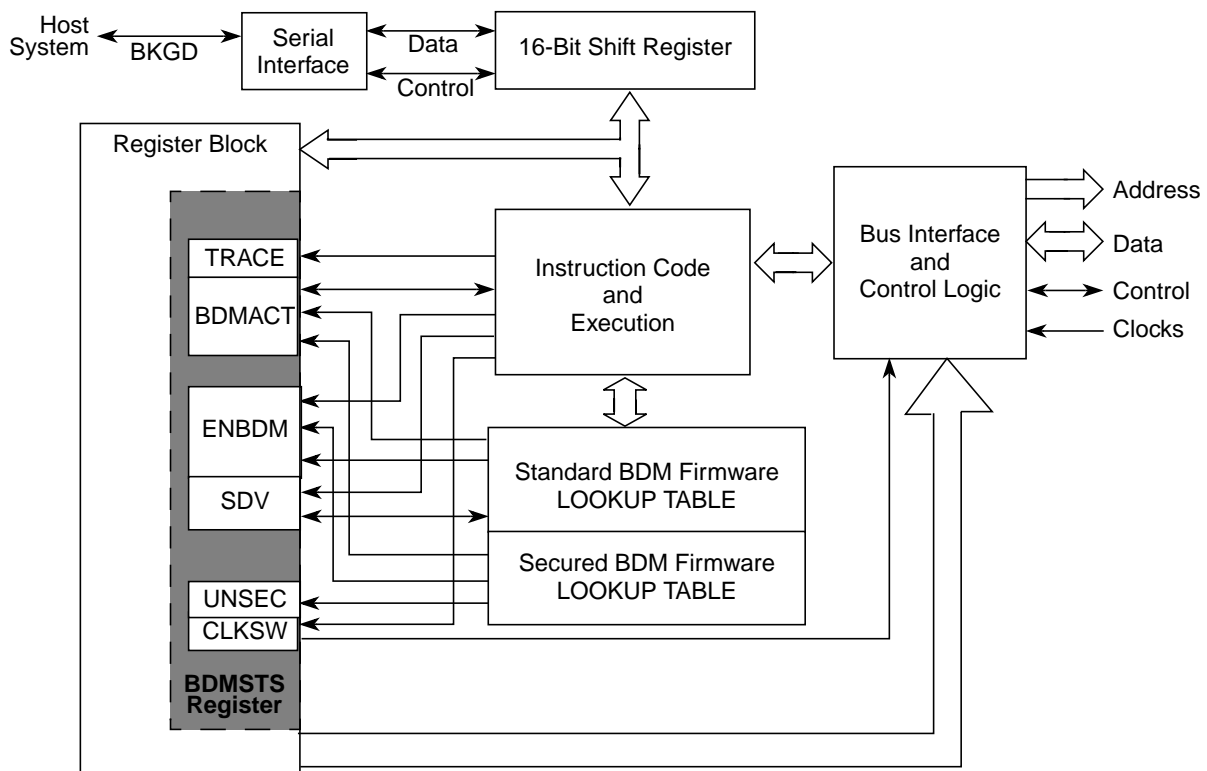 Host
System
BKGD
Serial
Interface
Data
Control
16-Bit Shift Register
Register Block
TRACE
BDMACT
ENBDM
SDV
UNSEC
CLKSW
BDMSTS
Register
Instruction Code
and
Execution
Standard BDM Firmware
LOOKUP TABLE
Secured BDM Firmware
LOOKUP TABLE
Bus Interface
and
Control Logic
Address
Data
Control
Clocks